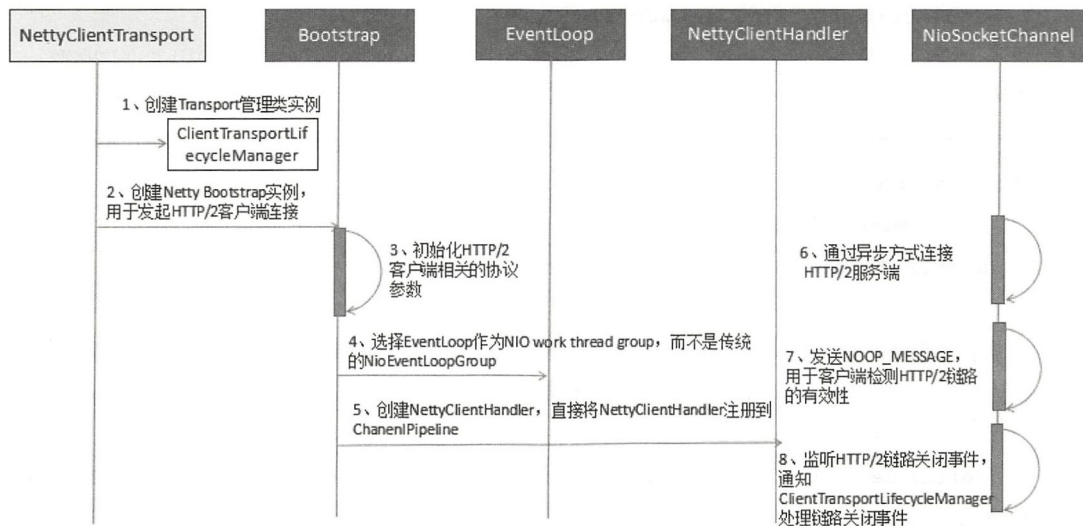 NettyClientTransport
Bootstrap
EventLoop
NettyClientHandler
NioSocketChannel
1、创建Transport管理类实例
ClientTransportLif
ecycleManager
2、创建Netty Bootstrap实例，
用于发起HTTP/2客户端连接
3、初始化HTTP/2
客户端相关的协议
参数
4、选择EventLoop作为NIO work thread group，而不是传统
的NioEventLoopGroup
5、创建NettyClientHandler，直接将NettyClientHandler注册到
ChanenlPipeline
6、通过异步方式连接
HTTP/2服务端
7、发送NOOP_MESSAGE，
用于客户端检测HTTP/2链路
的有效性
8、监听HTTP/2链路关闭事件，
通知
ClientTransportLifecycleManager
处理链路关闭事件